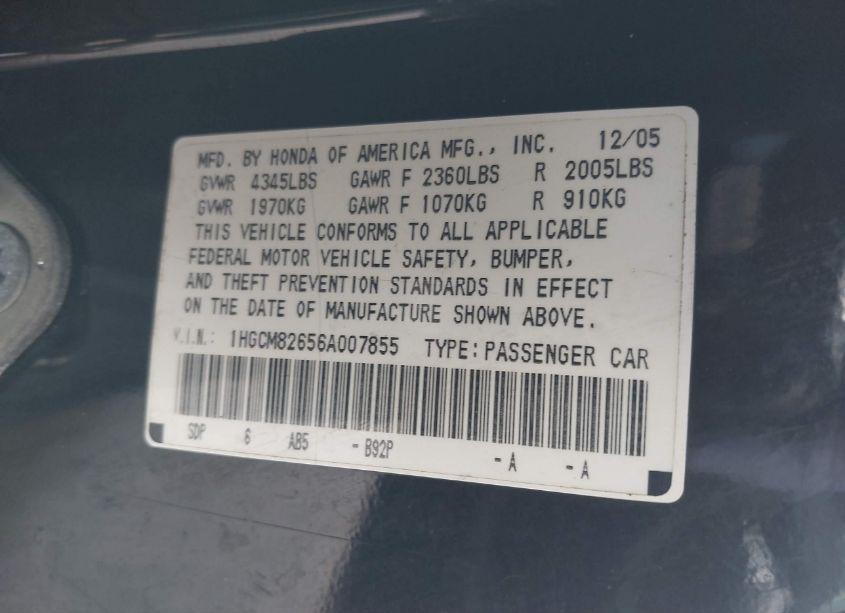 MFD. BY HONDA OF AMERICA MFG., INC. 12/05
GVWR 4345LBS GAWR F 2360LBS R 2005LBS
GVWR 1970KG GAWR F 1070KG R 910KG
THIS VEHICLE CONFORMS TO ALL APPLICABLE
FEDERAL MOTOR VEHICLE SAFETY, BUMPER,
AND THEFT PREVENTION STANDARDS IN EFFECT
ON THE DATE OF MANUFACTURE SHOWN ABOVE.
V.I.N.: 1HGCM82656A007855 TYPE:PASSENGER CAR
SDP 6 AB5 - B92P - A - A